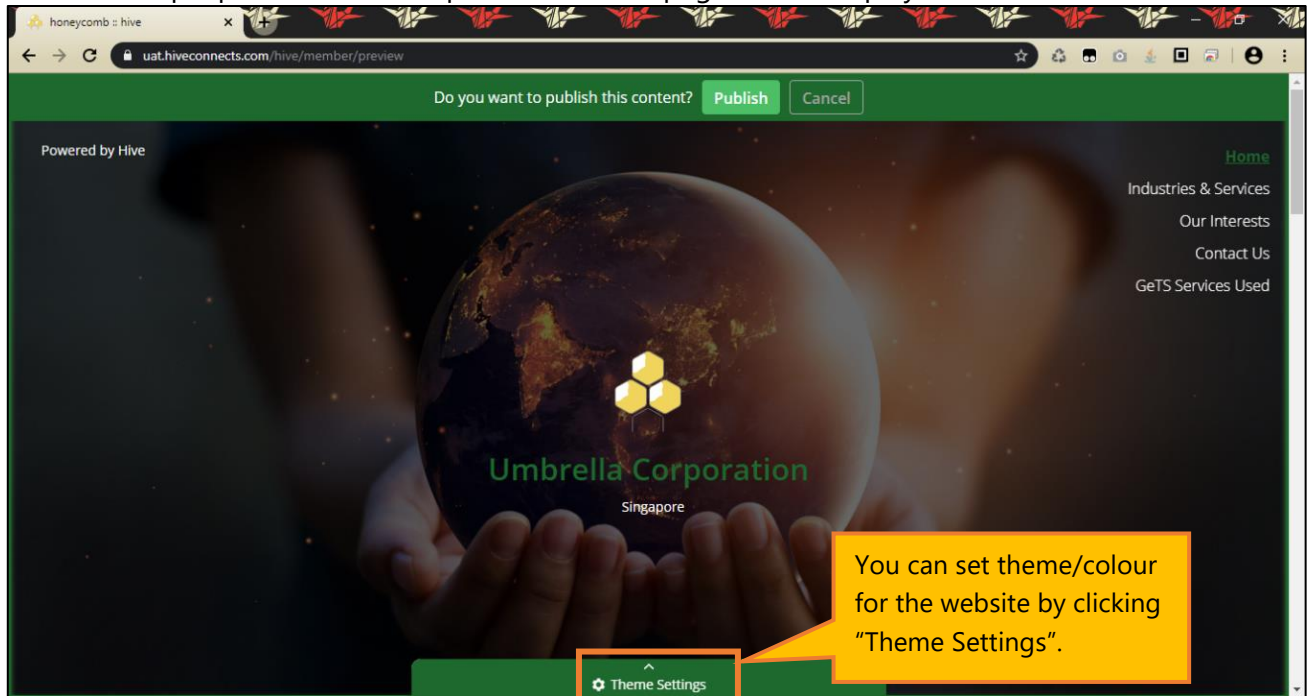 honeycomb :: hive
uat.hiveconnects.com/hive/member/preview
Do you want to publish this content? Publish Cancel
Powered by Hive
Home
Industries & Services
Our Interests
Contact Us
GeTS Services Used
Umbrella Corporation
Singapore
You can set theme/colour
for the website by clicking
"Theme Settings".
Theme Settings